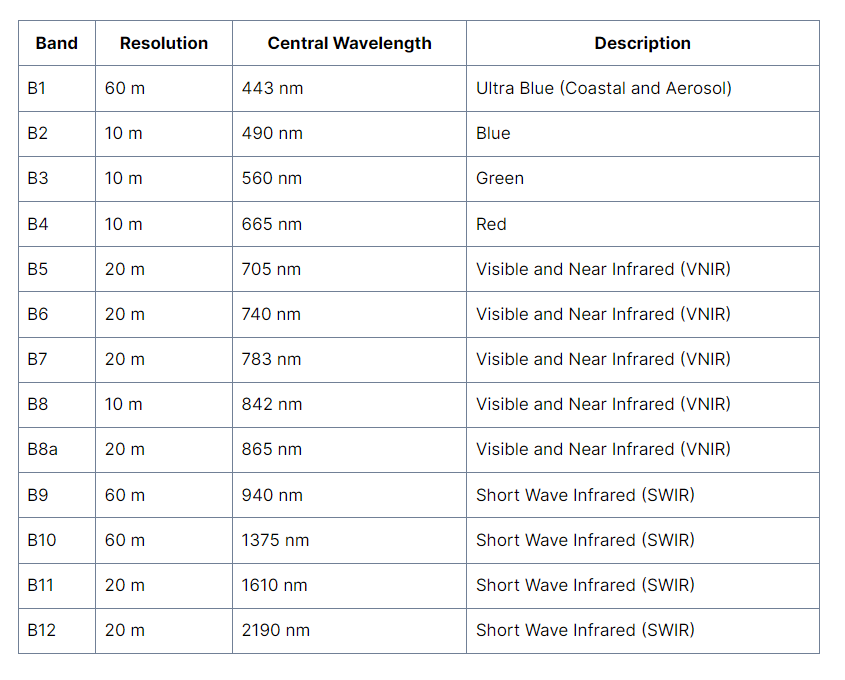 Band Resolution Central Wavelength Description
B1 60 m 443 nm Ultra Blue (Coastal and Aerosol)
B2 10 m 490 nm Blue
B3 10 m 560 nm Green
B4 10 m 665 nm Red
B5 20 m 705 nm Visible and Near Infrared (VNIR)
B6 20 m 740 nm Visible and Near Infrared (VNIR)
B7 20 m 783 nm Visible and Near Infrared (VNIR)
B8 10 m 842 nm Visible and Near Infrared (VNIR)
B8a 20 m 865 nm Visible and Near Infrared (VNIR)
B9 60 m 940 nm Short Wave Infrared (SWIR)
B10 60 m 1375 nm Short Wave Infrared (SWIR)
B11 20 m 1610 nm Short Wave Infrared (SWIR)
B12 20 m 2190 nm Short Wave Infrared (SWIR)